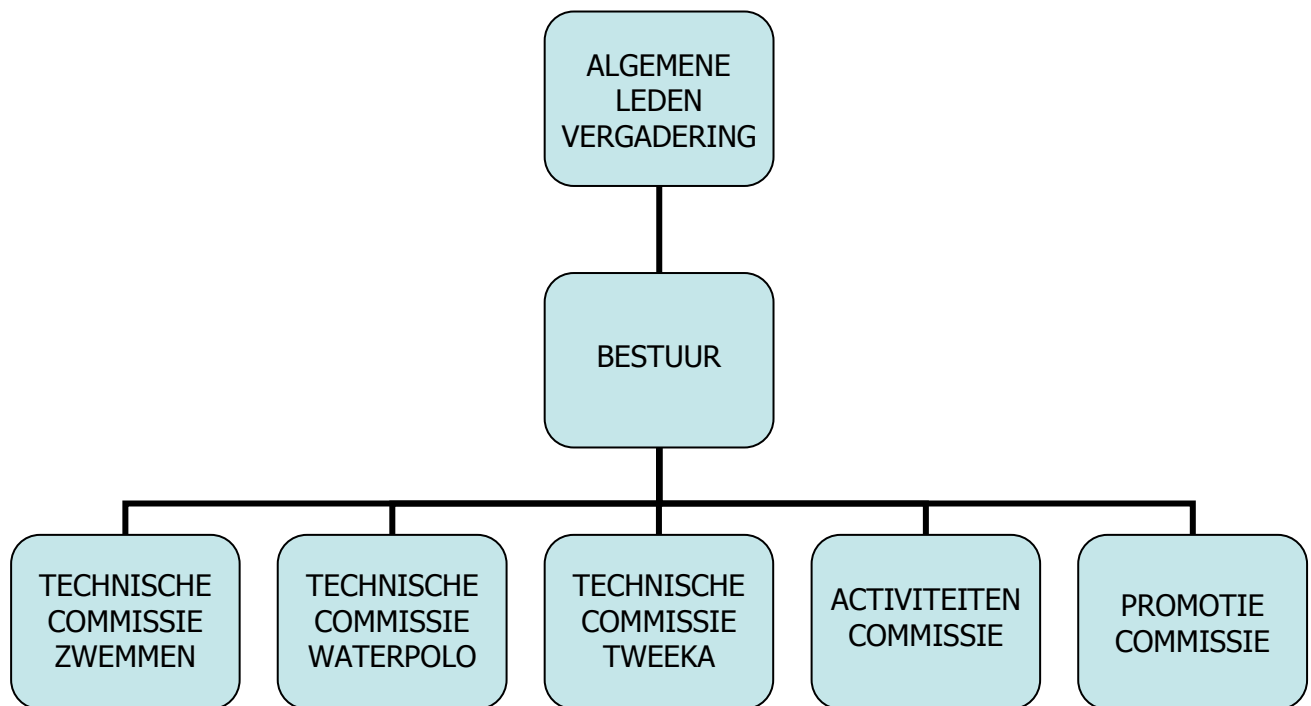 ALGEMENE
LEDEN
VERGADERING
BESTUUR
TECHNISCHE
COMMISSIE
ZWEMMEN
TECHNISCHE
COMMISSIE
WATERPOLO
TECHNISCHE
COMMISSIE
TWEEKA
ACTIVITEITEN
COMMISSIE
PROMOTIE
COMMISSIE